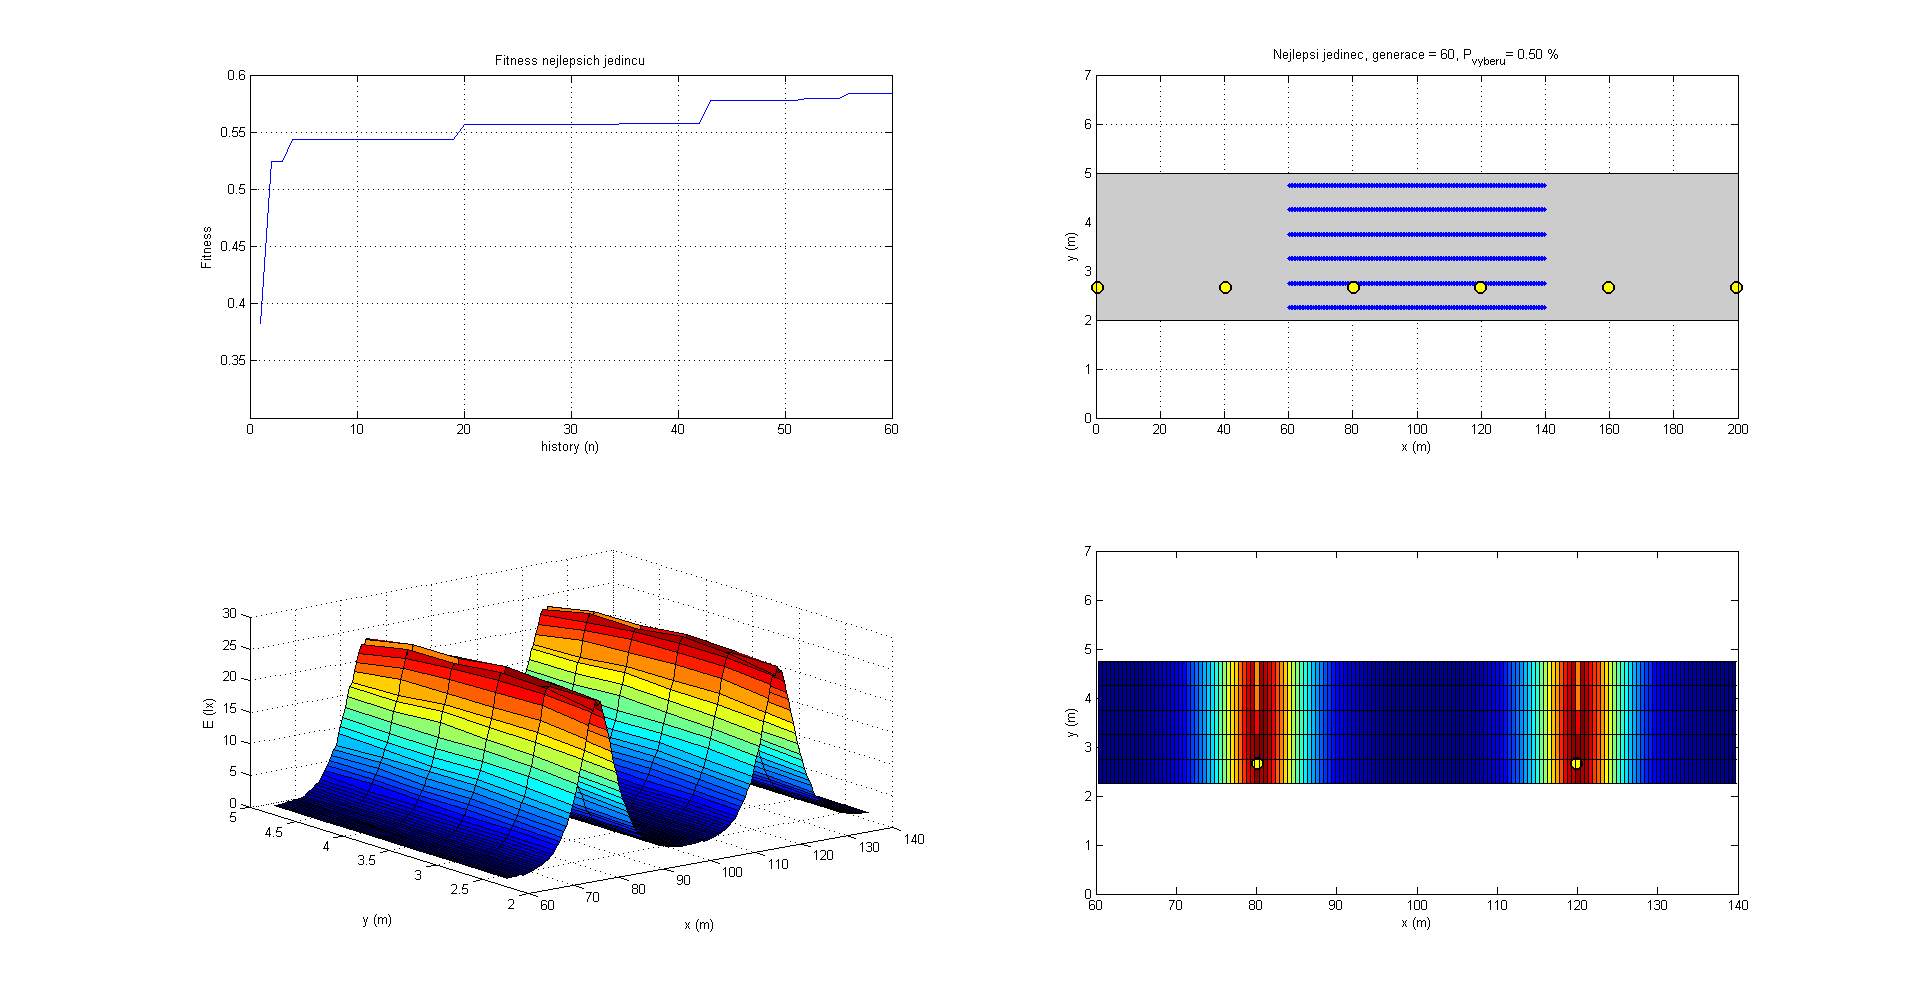 Fitness nejlepsich jedincu
0.6
0.55
0.5
0.45
0.4
0.35
Fitness
0 10 20 30 40 50 60
history (n)
Nejlepsi jedinec, generace = 60, P_vyberu= 0.50 %
7
6
5
4
3
2
1
0
y (m)
0 20 40 60 80 100 120 140 160 180 200
x (m)
30
25
20
15
10
5
0
E (lx)
5 4.5 4 3.5 3 2.5 2
y (m)
60 70 80 90 100 110 120 130 140
x (m)
7
6
5
4
3
2
1
0
y (m)
60 70 80 90 100 110 120 130 140
x (m)